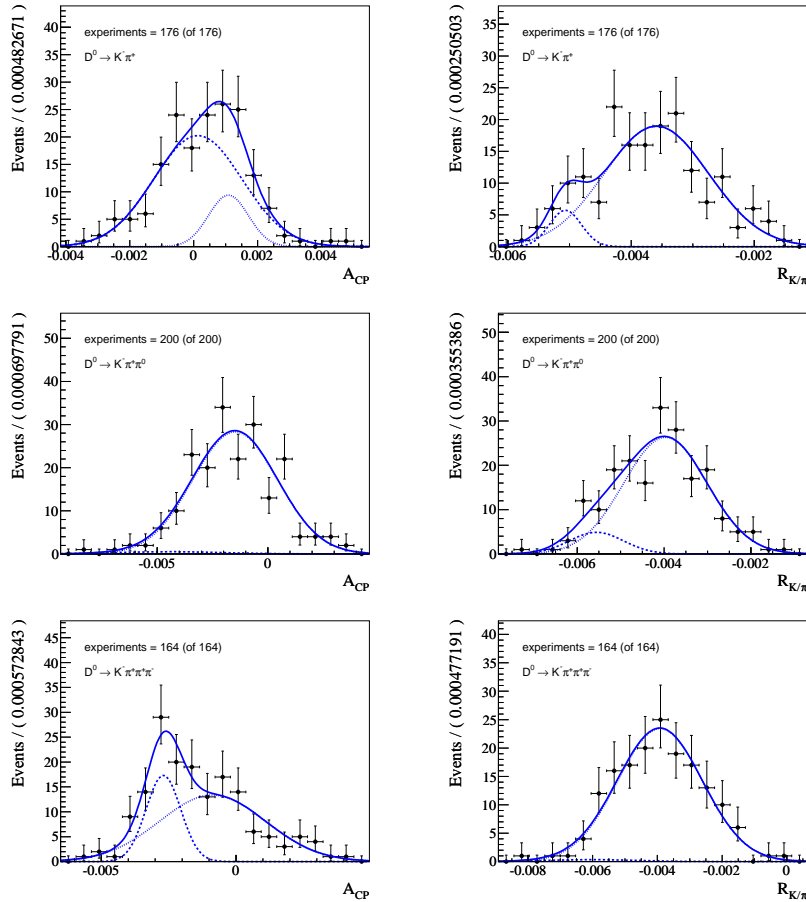 Events / ( 0.000482671 )
40
35
30
25
20
15
10
5
0
experiments = 176 (of 176)
D⁰ → K⁻π⁺
-0.004 -0.002 0 0.002 0.004
A_CP
Events / ( 0.000250503 )
35
30
25
20
15
10
5
0
experiments = 176 (of 176)
D⁰ → K⁻π⁺
-0.006 -0.004 -0.002
R_K/π
Events / ( 0.000697791 )
50
40
30
20
10
0
experiments = 200 (of 200)
D⁰ → K⁻π⁺π⁰
-0.005 0
A_CP
Events / ( 0.000355386 )
50
40
30
20
10
0
experiments = 200 (of 200)
D⁰ → K⁻π⁺π⁰
-0.006 -0.004 -0.002
R_K/π
Events / ( 0.000572843 )
45
40
35
30
25
20
15
10
5
0
experiments = 164 (of 164)
D⁰ → K⁻π⁺π⁺π⁻
-0.005 0
A_CP
Events / ( 0.000477191 )
40
35
30
25
20
15
10
5
0
experiments = 164 (of 164)
D⁰ → K⁻π⁺π⁺π⁻
-0.008 -0.006 -0.004 -0.002 0
R_K/π